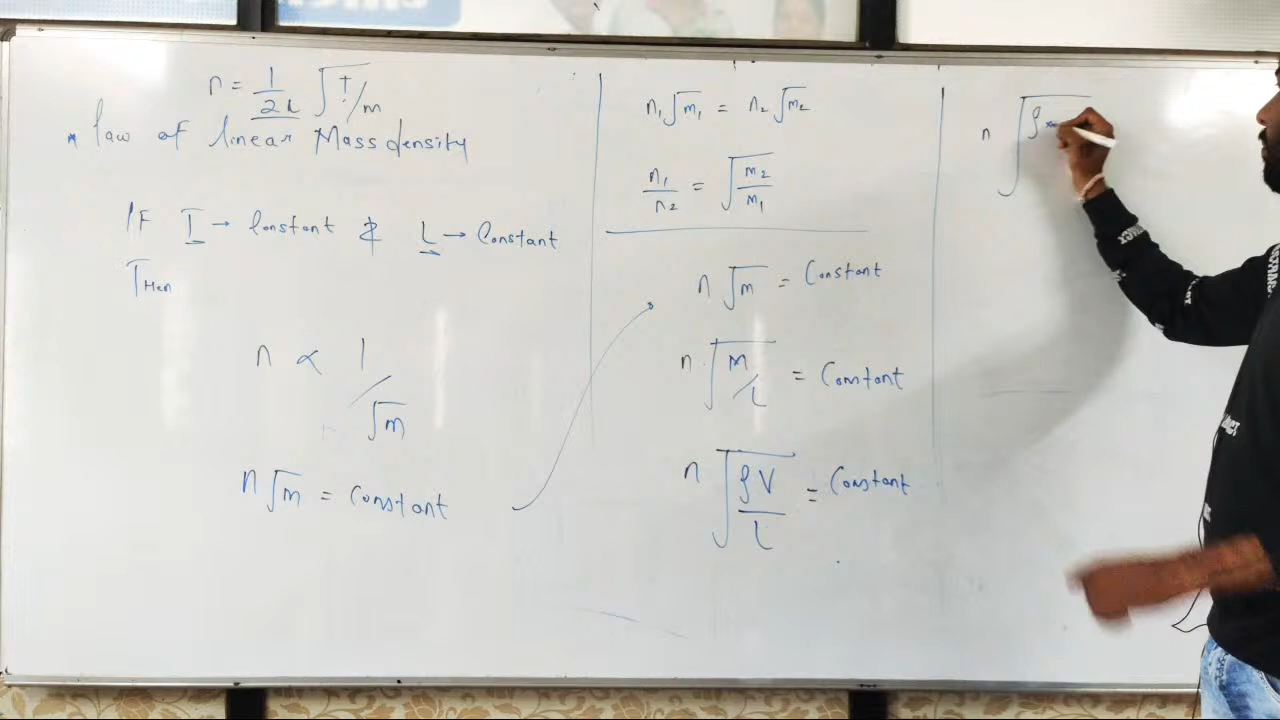 n = 1/2L √T/m
* law of linear Mass density
IF T → Constant & L → Constant
THen
n ∝ 1/√m
n √m = Constant
n₁√m₁ = n₂√m₂
n₁/n₂ = √m₂/m₁
n √m = Constant
n √m/L = Constant
n √ρV/L = Constant
n √ρ